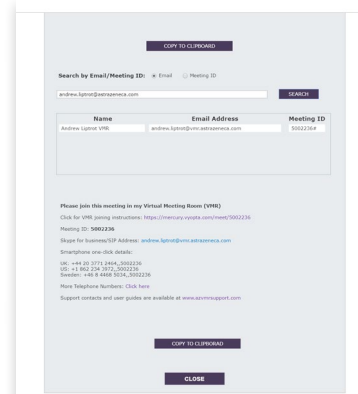 COPY TO CLIPBOARD
Search by Email/Meeting ID: Email Meeting ID
andrew.liptrot@astrazeneca.com SEARCH
Name Email Address Meeting ID
Andrew Liptrot VMR andrew.liptrot@vmr.astrazeneca.com 5002236#
Please join this meeting in my Virtual Meeting Room (VMR)
Click for VMR joining instructions: https://mercury.vyopta.com/meet/5002236
Meeting ID: 5002236
Skype for business/SIP Address: andrew.liptrot@vmr.astrazeneca.com
Smartphone one-click details:
UK: +44 20 3771 2464,,5002236
US: +1 862 234 3972,,5002236
Sweden: +46 8 4468 5034,,5002236
More Telephone Numbers: Click here
Support contacts and user guides are available at www.azvmrsupport.com
COPY TO CLIPBORAD
CLOSE